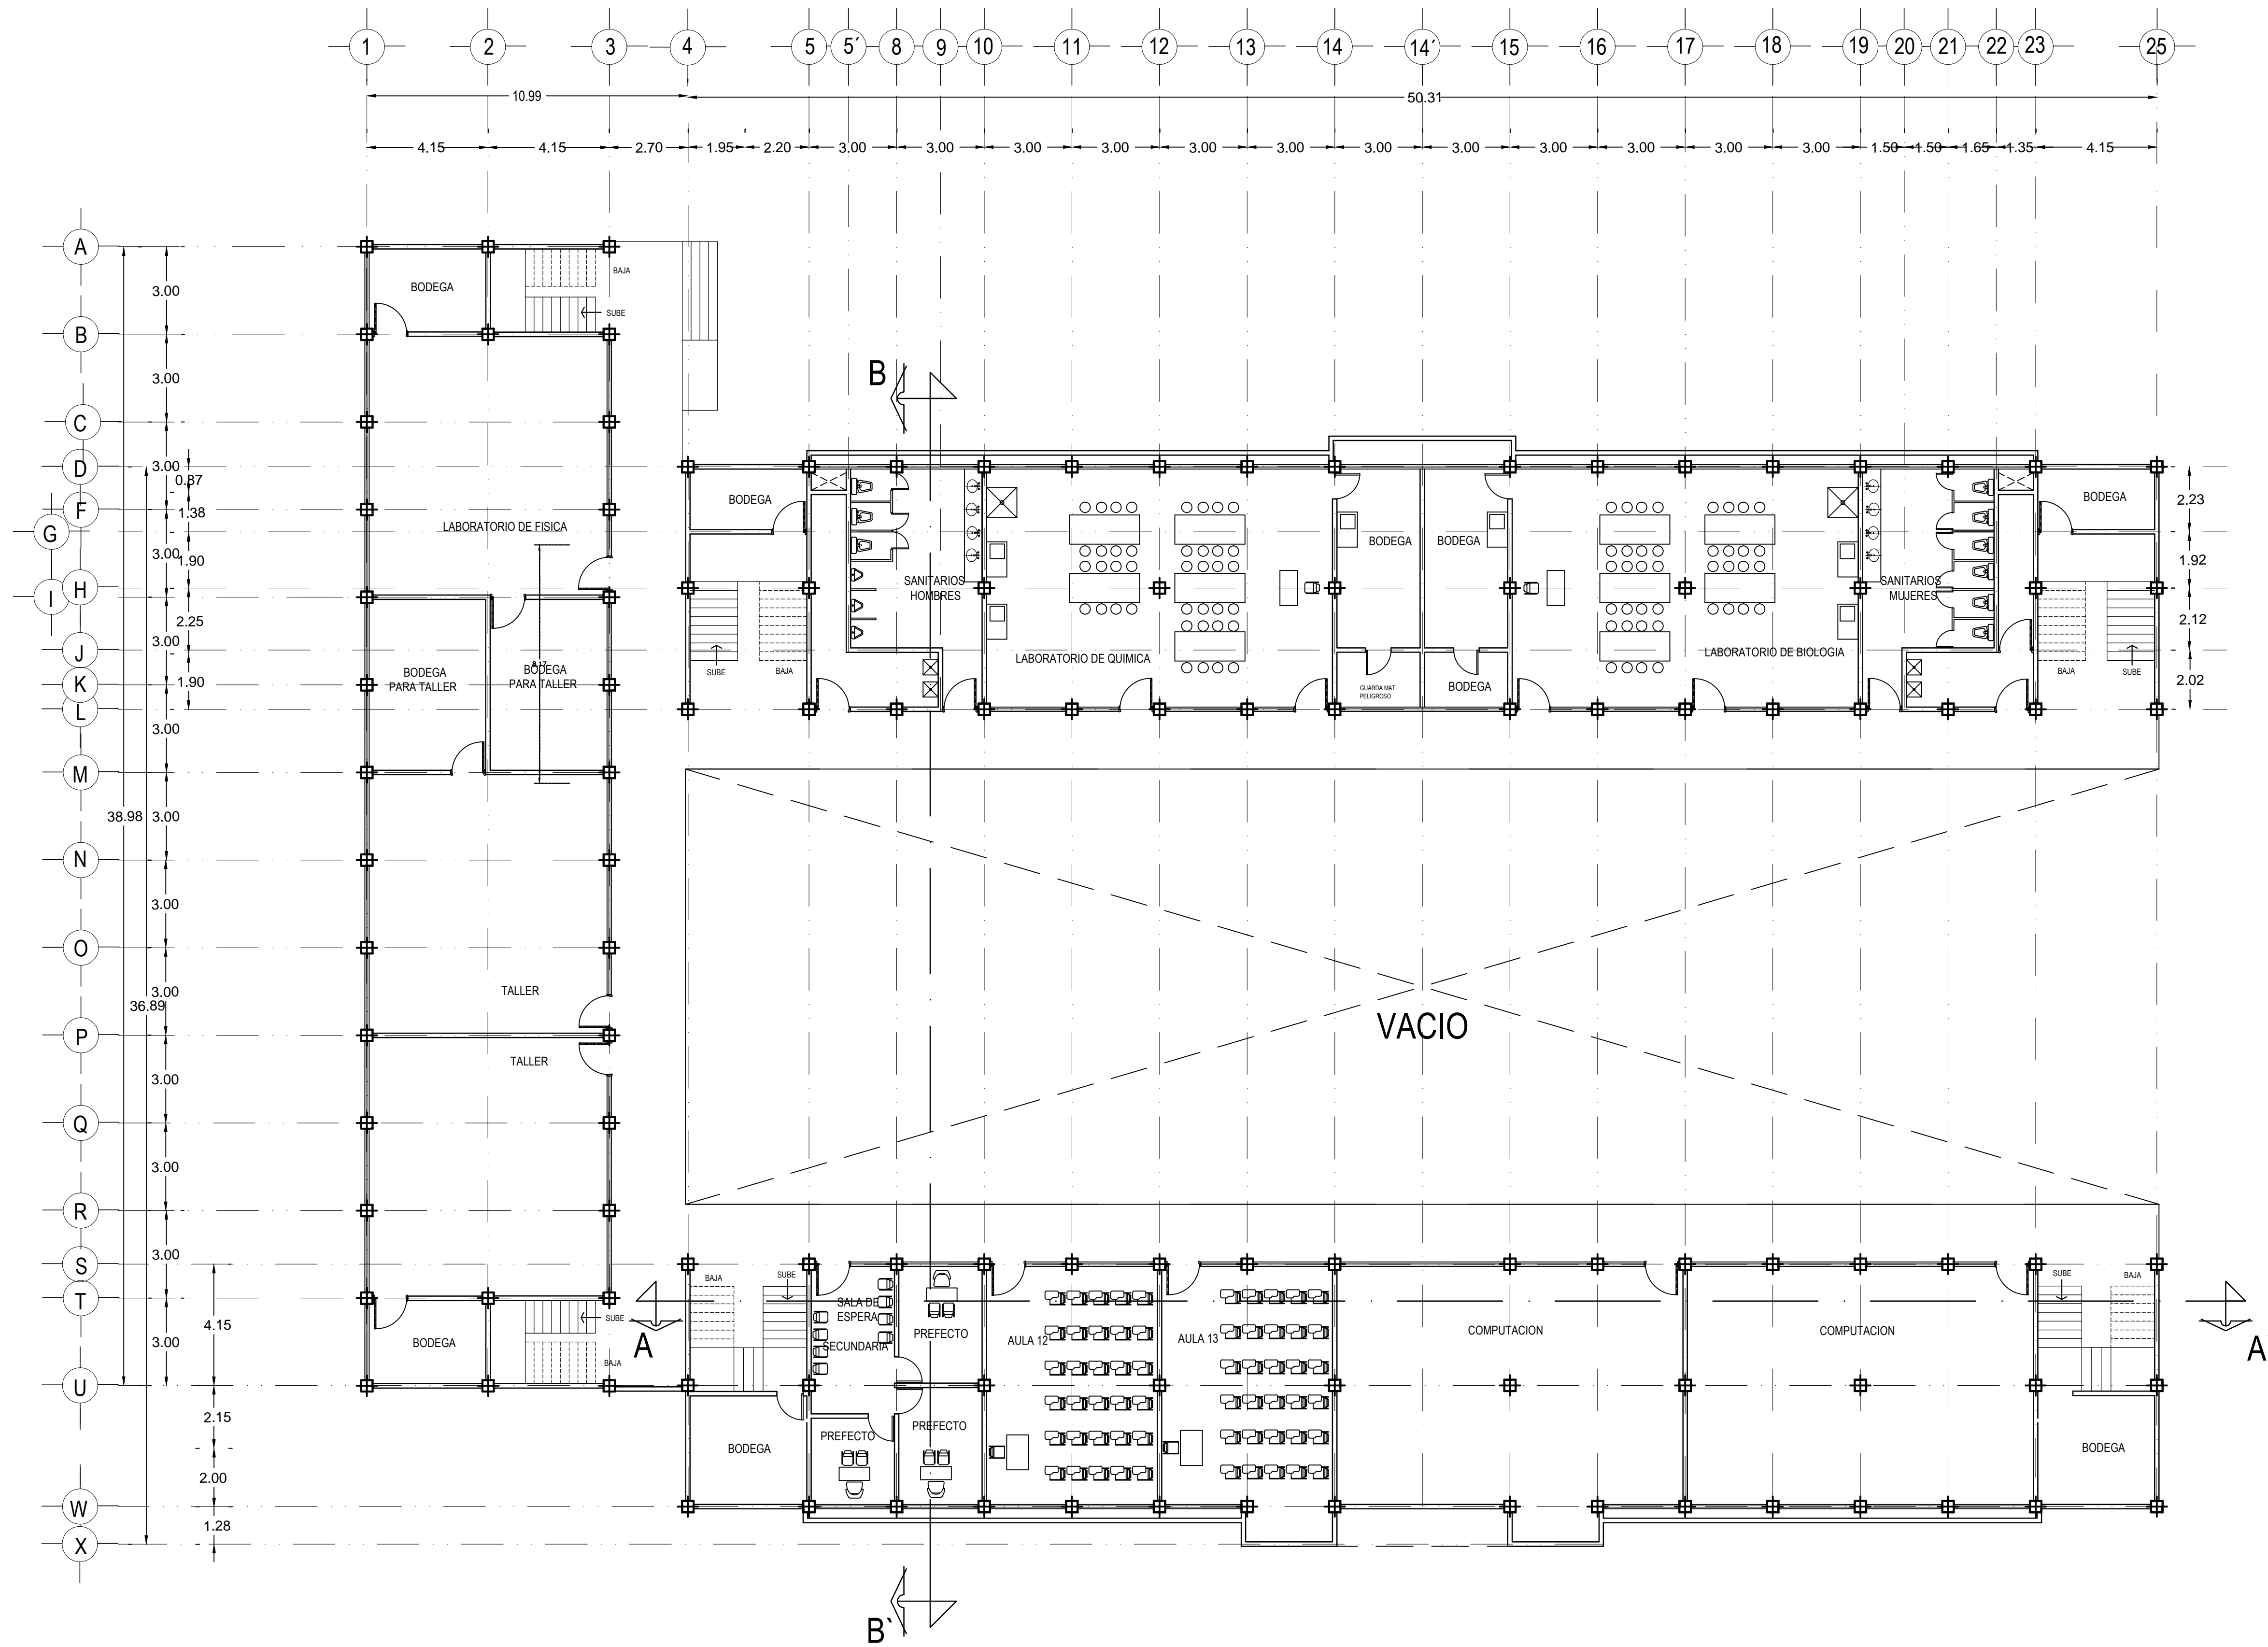 1 2 3 4 5 5´ 8 9 10 11 12 13 14 14´ 15 16 17 18 19 20 21 22 23 25
10.99 50.31
4.15 4.15 2.70 1.95 2.20 3.00 3.00 3.00 3.00 3.00 3.00 3.00 3.00 3.00 3.00 3.00 3.00 1.50 1.50 1.65 1.35 4.15
A
B
C
D
F
G
H
I
J
K
L
M
N
O
P
Q
R
S
T
U
W
X
38.98
36.89
3.00
3.00
3.00
0.87
1.38
3.00
1.90
2.25
3.00
1.90
3.00
3.00
3.00
3.00
3.00
3.00
3.00
3.00
4.15
2.15
2.00
1.28
BODEGA
BAJA
SUBE
LABORATORIO DE FISICA
BODEGA
PARA TALLER
BODEGA
PARA TALLER
8.17
TALLER
TALLER
BODEGA
SUBE
BAJA
B
BODEGA
SUBE
BAJA
SANITARIOS
HOMBRES
LABORATORIO DE QUIMICA
BODEGA
BODEGA
GUARDA MAT.
PELIGROSO
BODEGA
LABORATORIO DE BIOLOGIA
SANITARIOS
MUJERES
BODEGA
BAJA
SUBE
2.23
1.92
2.12
2.02
VACIO
A
BAJA
SUBE
BODEGA
SALA DE
ESPERA
SECUNDARIA
PREFECTO
PREFECTO
PREFECTO
AULA 12
AULA 13
COMPUTACION
COMPUTACION
SUBE
BAJA
BODEGA
A
B`